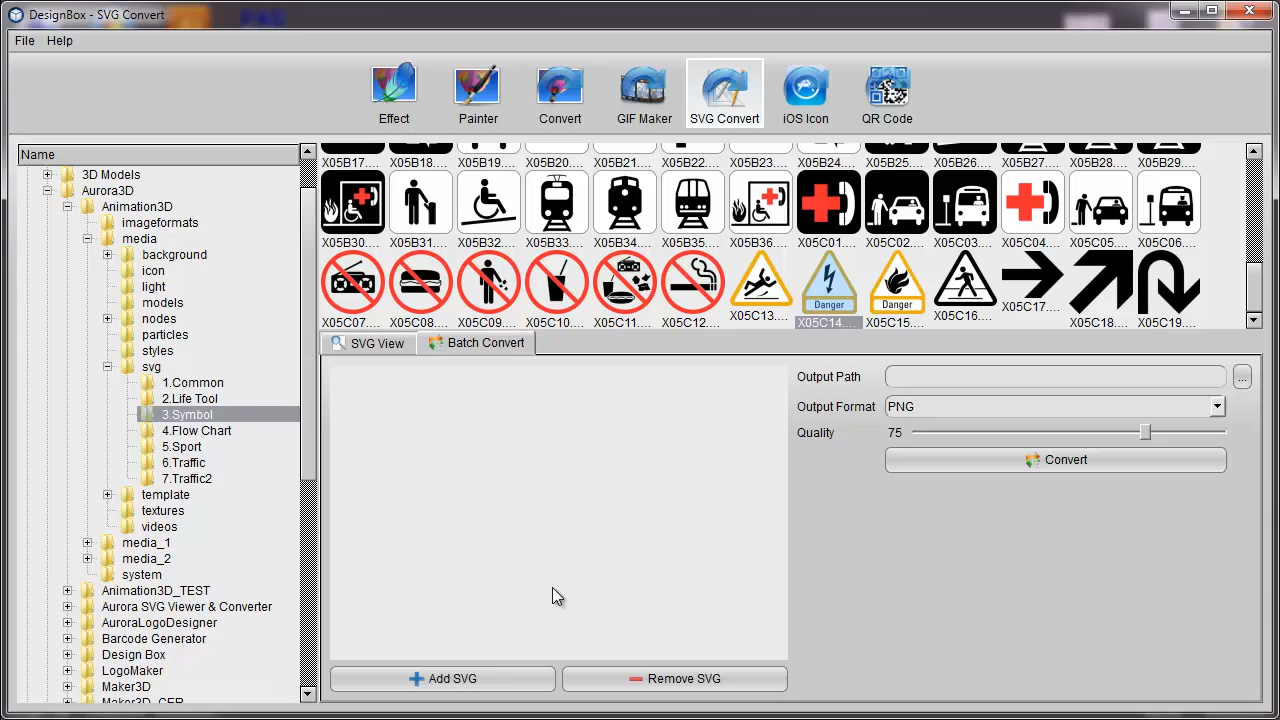 DesignBox - SVG Convert
File Help
Effect Painter Convert GIF Maker SVG Convert iOS Icon QR Code
Name
3D Models
Aurora3D
Animation3D
imageformats
media
background
icon
light
models
nodes
particles
styles
svg
1.Common
2.Life Tool
3.Symbol
4.Flow Chart
5.Sport
6.Traffic
7.Traffic2
template
textures
videos
media_1
media_2
system
Animation3D_TEST
Aurora SVG Viewer & Converter
AuroraLogoDesigner
Barcode Generator
Design Box
LogoMaker
Maker3D
Maker3D_CER
X05B17.... X05B18.... X05B19.... X05B20.... X05B21.... X05B22.... X05B23.... X05B24.... X05B25.... X05B26.... X05B27.... X05B28.... X05B29....
X05B30.... X05B31.... X05B32.... X05B33.... X05B34.... X05B35.... X05B36.... X05C01.... X05C02.... X05C03.... X05C04.... X05C05.... X05C06....
Danger Danger
X05C07.... X05C08.... X05C09.... X05C10.... X05C11.... X05C12.... X05C13.... X05C14.... X05C15.... X05C16.... X05C17.... X05C18.... X05C19....
SVG View Batch Convert
Output Path ...
Output Format PNG
Quality 75
Convert
Add SVG Remove SVG